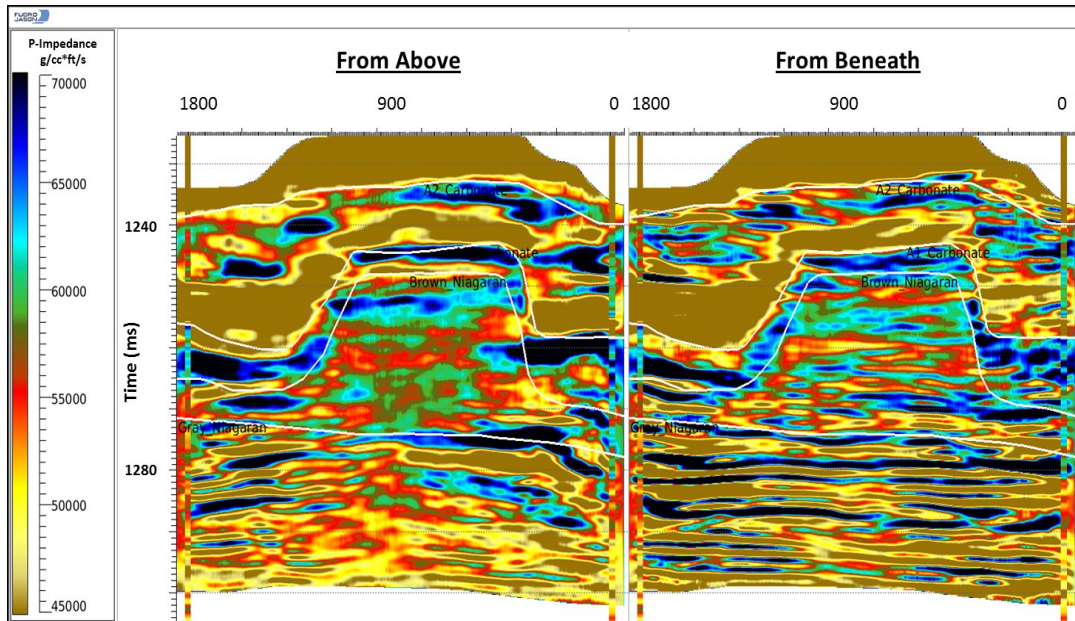 FUGRO
JASON
P-Impedance
g/cc*ft/s
70000
65000
60000
55000
50000
45000
From Above
From Beneath
1800 900 0
1800 900 0
Time (ms)
1240
1280
A2 Carbonate
Brown Niagaran
Gray Niagaran
A2 Carbonate
A1 Carbonate
Brown Niagaran
Gray Niagaran